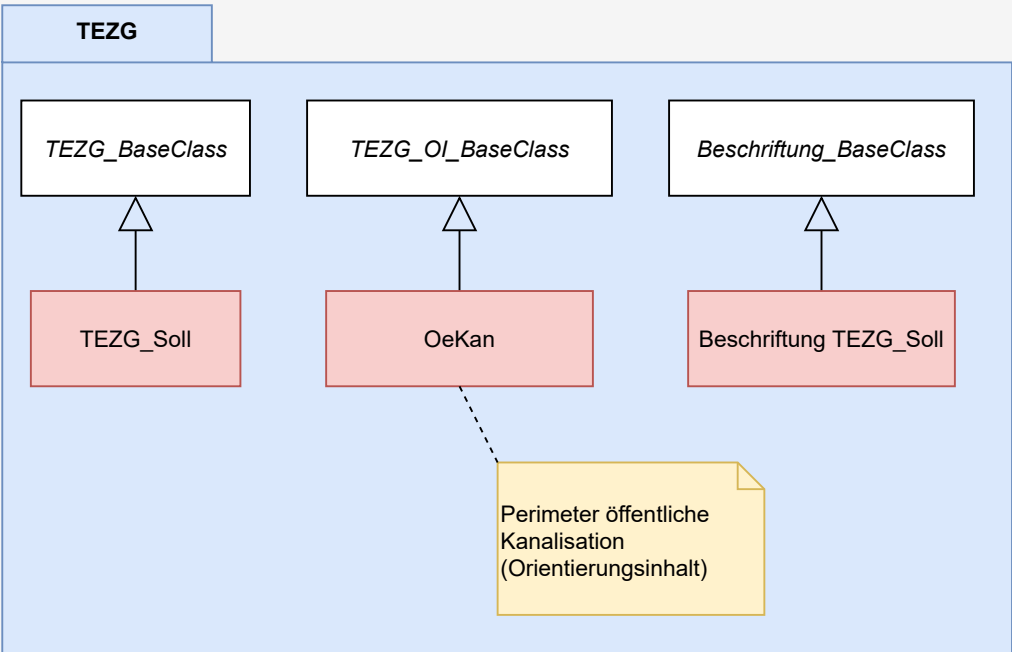 TEZG
TEZG_BaseClass
TEZG_OI_BaseClass
Beschriftung_BaseClass
TEZG_Soll
OeKan
Beschriftung TEZG_Soll
Perimeter öffentliche
Kanalisation
(Orientierungsinhalt)